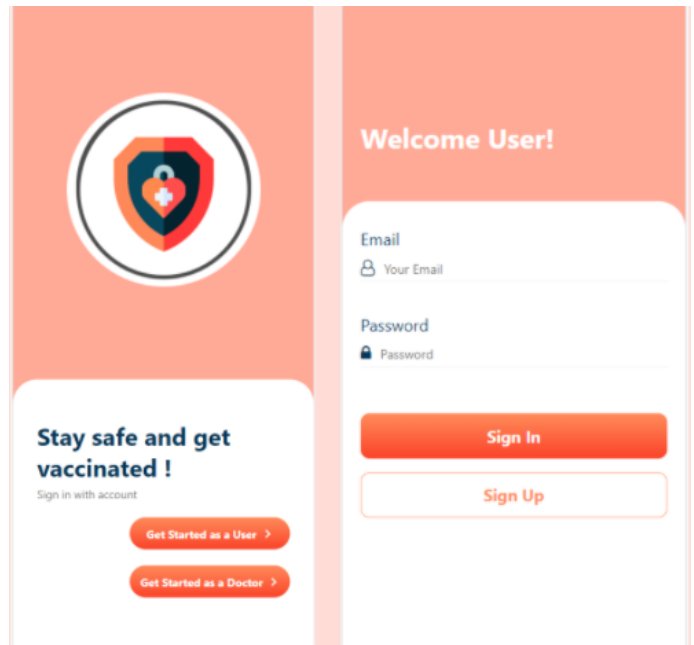 Stay safe and get
vaccinated !
Sign in with account
Get Started as a User >
Get Started as a Doctor >
Welcome User!
Email
Your Email
Password
Password
Sign In
Sign Up